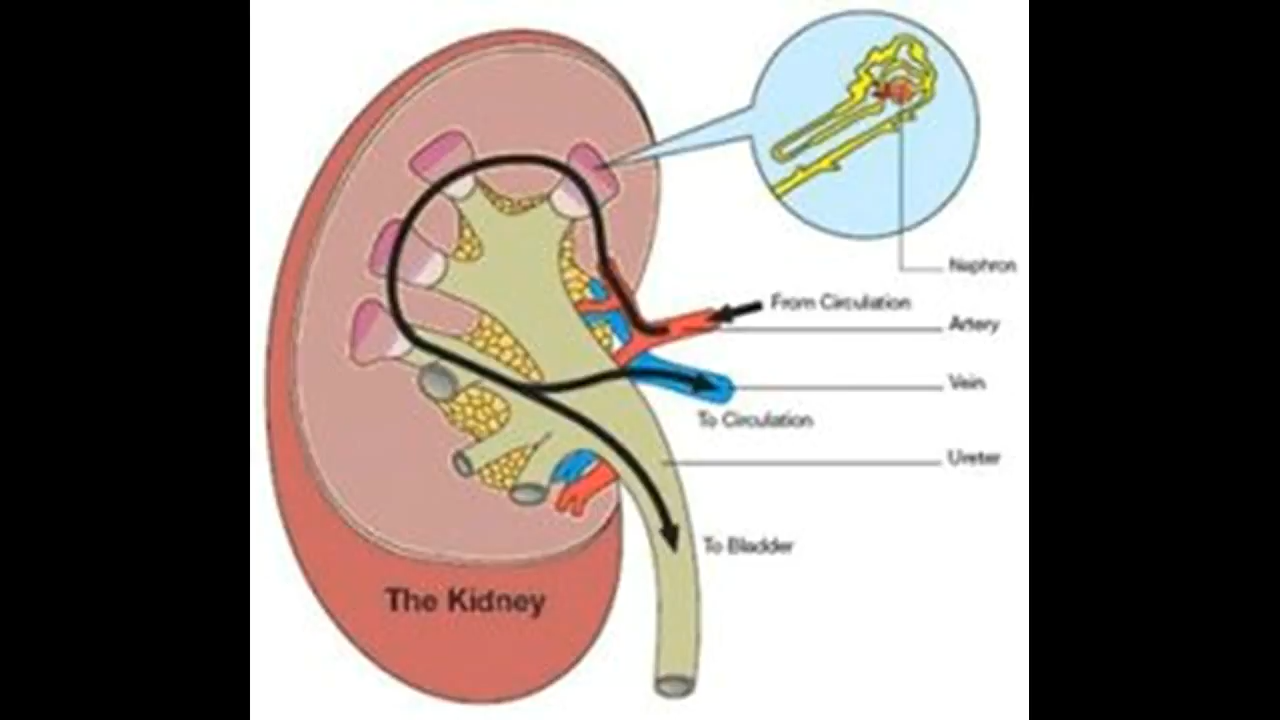 Nephron
From Circulation
Artery
Vein
To Circulation
Ureter
To Bladder
The Kidney